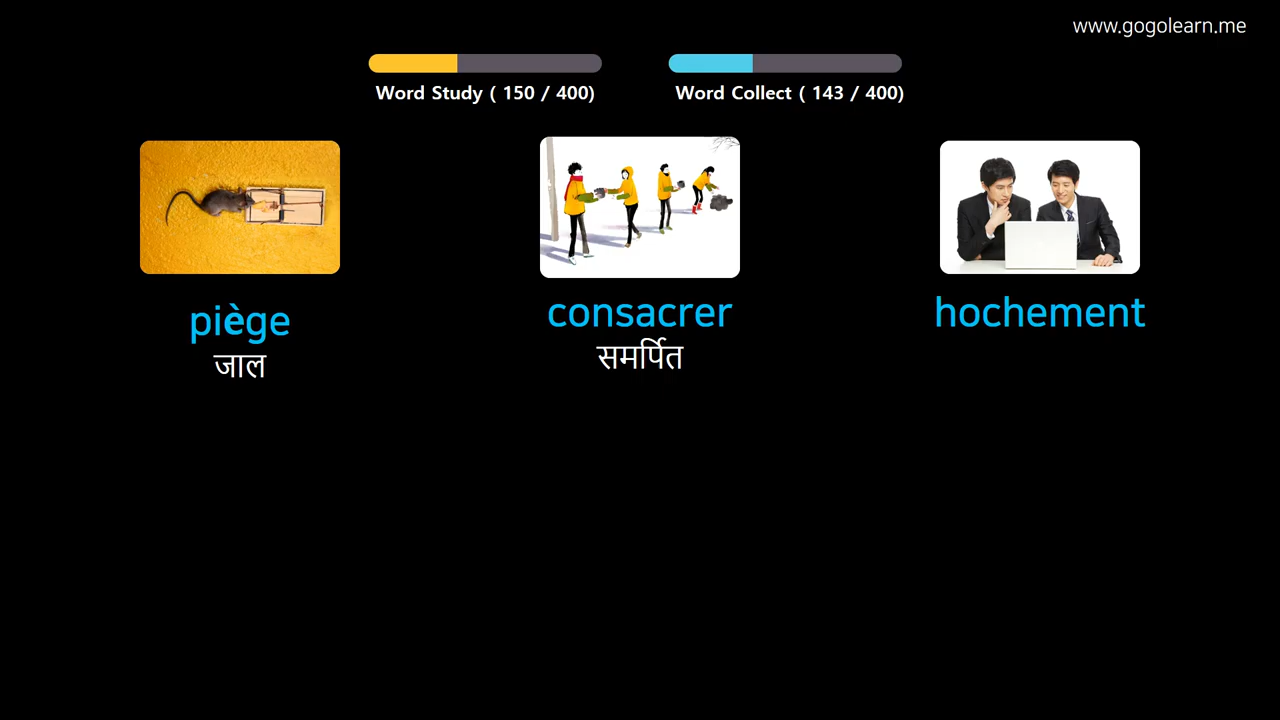 www.gogolearn.me
Word Study ( 150 / 400)
Word Collect ( 143 / 400)
piège
जाल
consacrer
समर्पित
hochement